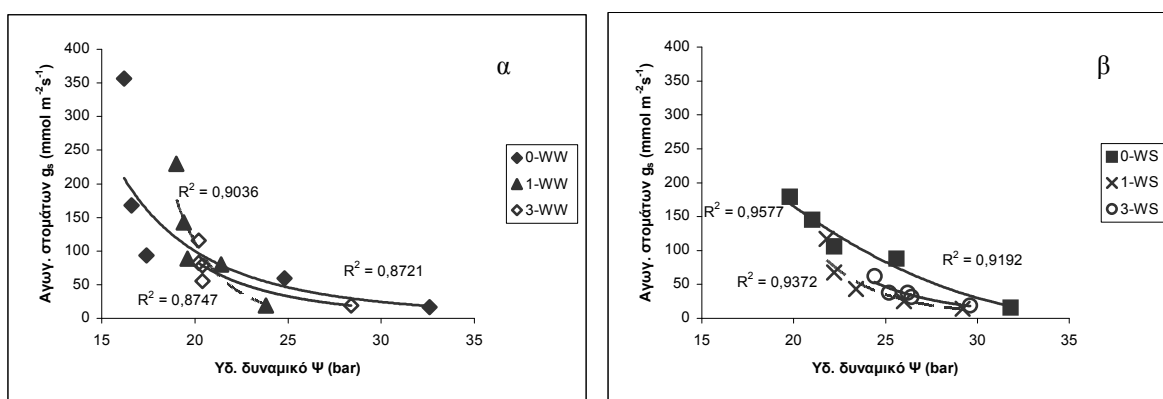 α
Αγωγ. στομάτων gs (mmol m-2s-1)
400
350
300
250
200
150
100
50
0
15
20
25
30
35
Υδ. δυναμικό Ψ (bar)
R2 = 0,9036
R2 = 0,8721
R2 = 0,8747
0-WW
1-WW
3-WW
β
Αγωγ. στομάτων gs (mmol m-2s-1)
400
350
300
250
200
150
100
50
0
15
20
25
30
35
Υδ. δυναμικό Ψ (bar)
R2 = 0,9577
R2 = 0,9192
R2 = 0,9372
0-WS
1-WS
3-WS